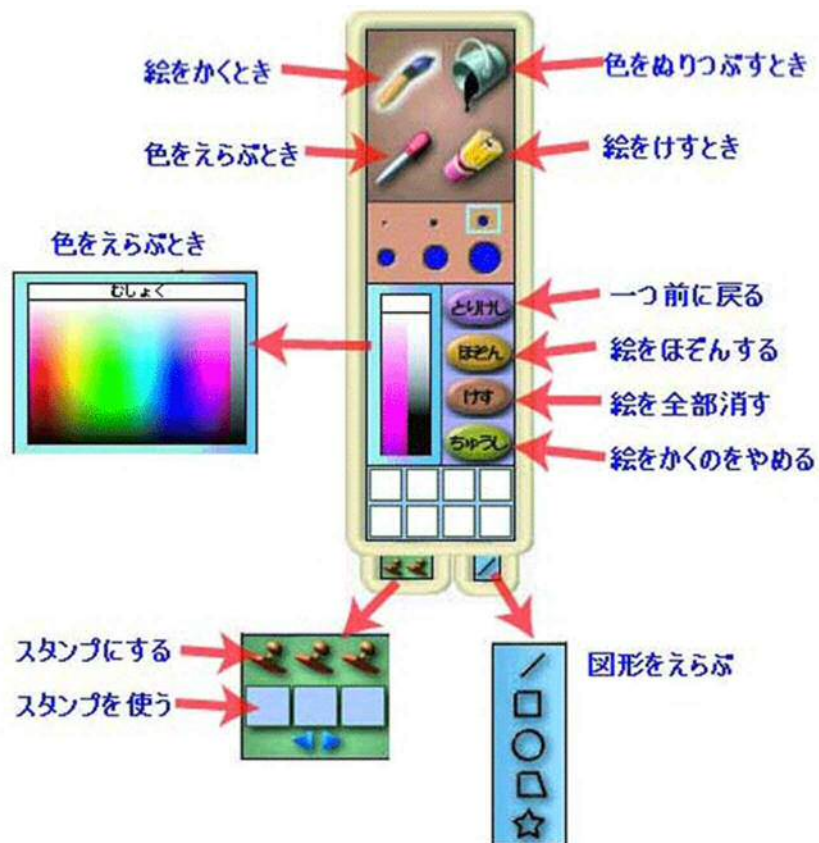 絵をかくとき
色をぬりつぶすとき
色をえらぶとき
絵をけすとき
色をえらぶとき
むしょく
とりけし
一つ前に戻る
ほぞん
絵をほぞんする
けす
絵を全部消す
ちゅうし
絵をかくのをやめる
スタンプにする
スタンプを使う
図形をえらぶ